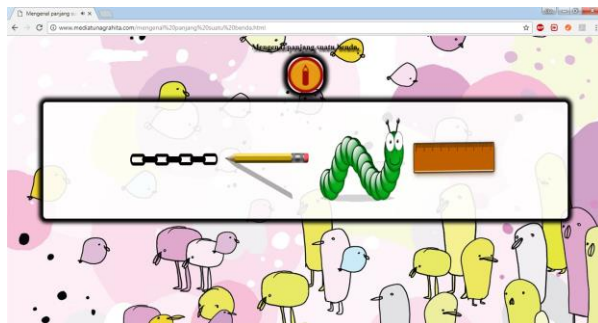 Mengenal panjang su
www.mediatunagrahita.com/mengenal%20panjang%20suatu%20benda.html
Mengenal panjang suatu benda